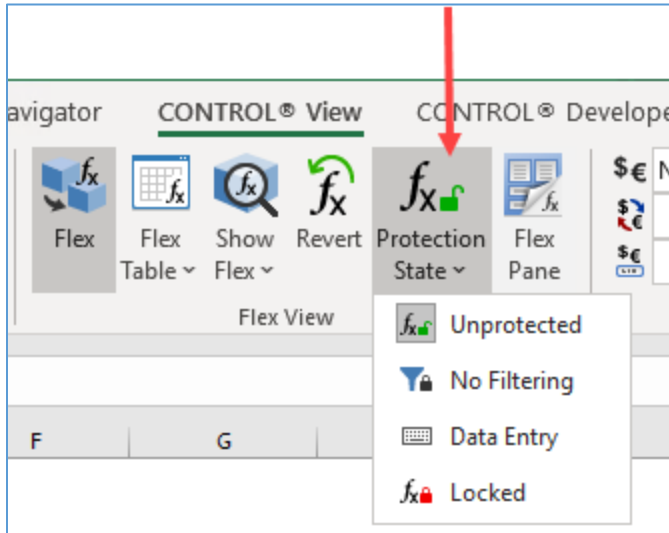 avigator CONTROL® View CONTROL® Develope
Flex Flex Show Revert Protection Flex
Table Flex State Pane
Flex View
Unprotected
No Filtering
Data Entry
Locked
F G